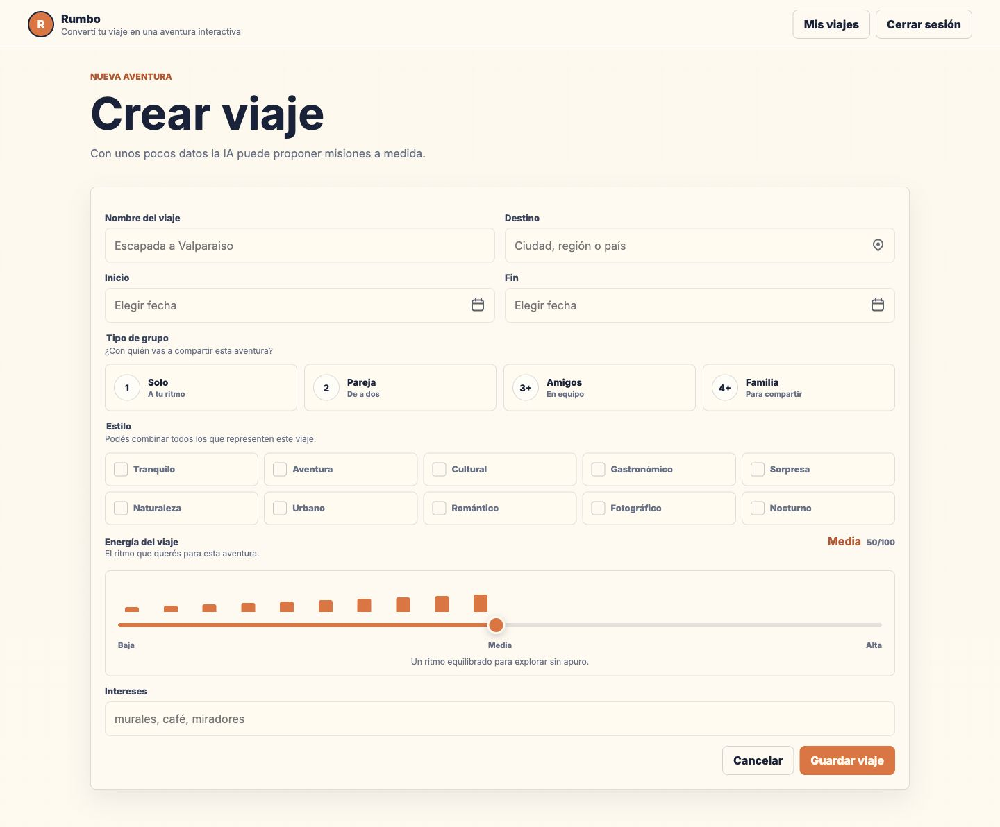 R
Rumbo
Convertí tu viaje en una aventura interactiva
Mis viajes
Cerrar sesión
NUEVA AVENTURA
Crear viaje
Con unos pocos datos la IA puede proponer misiones a medida.
Nombre del viaje
Escapada a Valparaiso
Destino
Ciudad, región o país
Inicio
Elegir fecha
Fin
Elegir fecha
Tipo de grupo
¿Con quién vas a compartir esta aventura?
1
Solo
A tu ritmo
2
Pareja
De a dos
3+
Amigos
En equipo
4+
Familia
Para compartir
Estilo
Podés combinar todos los que representen este viaje.
Tranquilo
Aventura
Cultural
Gastronómico
Sorpresa
Naturaleza
Urbano
Romántico
Fotográfico
Nocturno
Energía del viaje
El ritmo que querés para esta aventura.
Media 50/100
Baja
Media
Alta
Un ritmo equilibrado para explorar sin apuro.
Intereses
murales, café, miradores
Cancelar
Guardar viaje